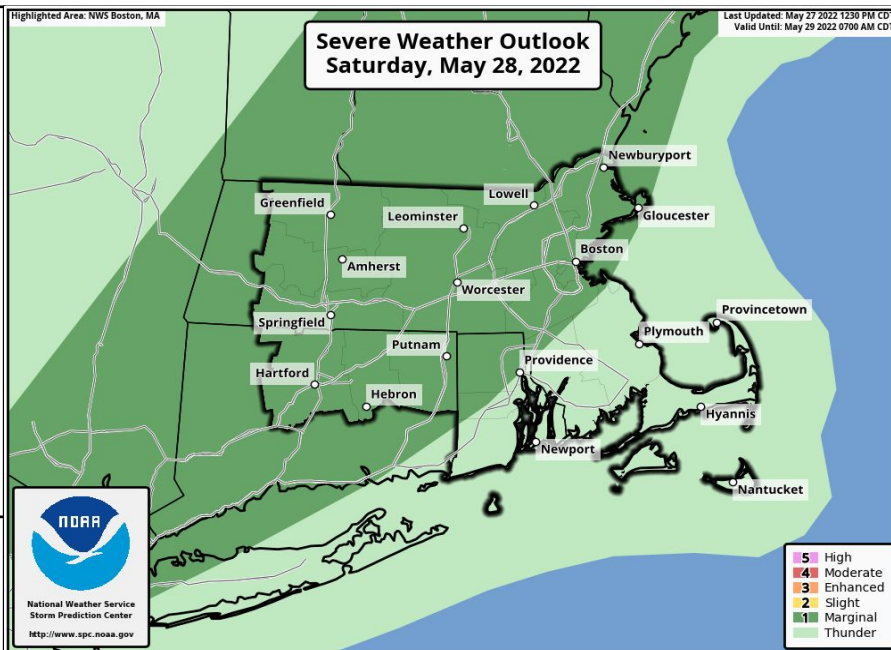 Highlighted Area: NWS Boston, MA
Last Updated: May 27 2022 1230 PM CDT
Valid Until: May 29 2022 0700 AM CDT
Severe Weather Outlook
Saturday, May 28, 2022
Newburyport
Lowell
Greenfield
Leominster
Gloucester
Boston
Amherst
Worcester
Provincetown
Springfield
Plymouth
Putnam
Providence
Hartford
Hebron
Hyannis
Newport
Nantucket
NOAA
National Weather Service
Storm Prediction Center
http://www.spc.noaa.gov
5 High
4 Moderate
3 Enhanced
2 Slight
1 Marginal
Thunder